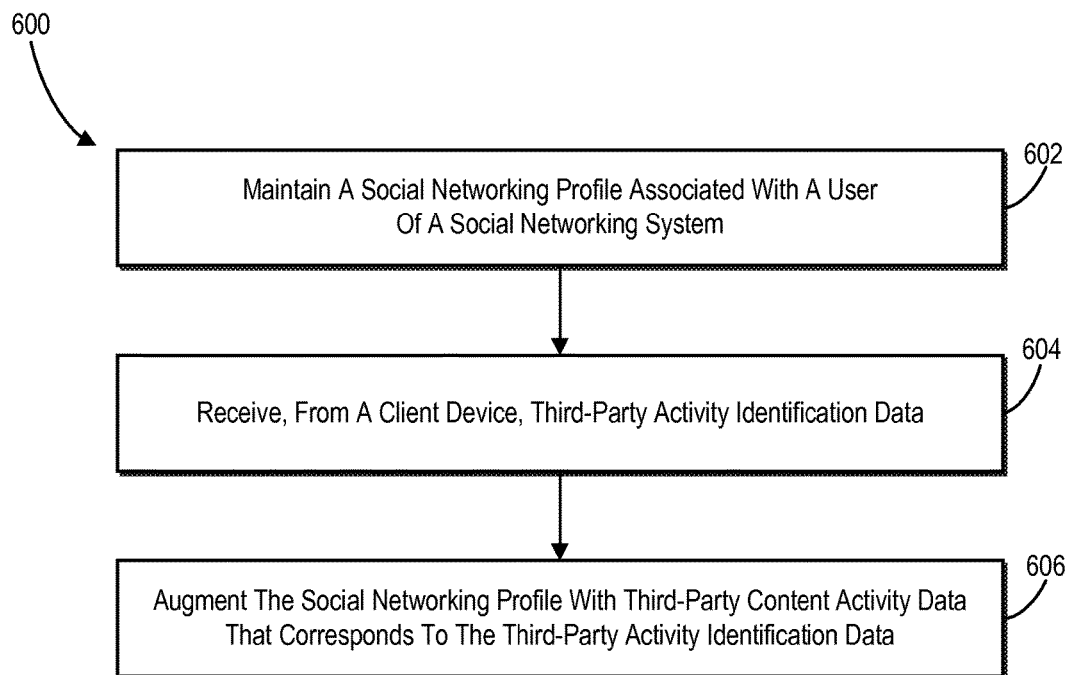 600
602
Maintain A Social Networking Profile Associated With A User
Of A Social Networking System
604
Receive, From A Client Device, Third-Party Activity Identification Data
606
Augment The Social Networking Profile With Third-Party Content Activity Data
That Corresponds To The Third-Party Activity Identification Data